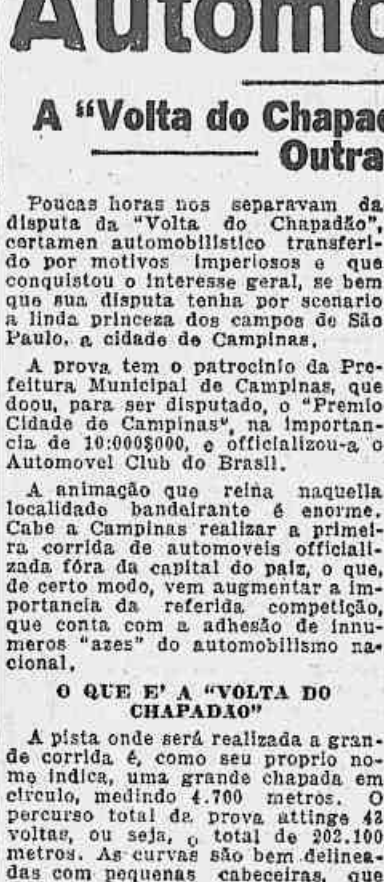 Automo
A "Volta do Chapad
Outra
Poucas horas nos separavam da
disputa da "Volta do Chapadão",
certamen automobilistico transferi-
do por motivos imperiosos e que
conquistou o interesse geral, se bem
que sua disputa tenha por scenario
a linda princeza dos campos de São
Paulo, a cidade de Campinas.
A prova tem o patrocinio da Pre-
feitura Municipal de Campinas, que
doou, para ser disputado, o "Premio
Cidade de Campinas", na importan-
cia de 10:000$000, e officializou-a o
Automovel Club do Brasil.
A animação que reina naquella
localidade bandeirante é enorme.
Cabe a Campinas realizar a primei-
ra corrida de automoveis officiali-
zada fóra da capital do paiz, o que,
de certo modo, vem augmentar a im-
portancia da referida competição,
que conta com a adhesão de innu-
meros "azes" do automobilismo na-
cional.
O QUE E' A "VOLTA DO
CHAPADÃO"
A pista onde será realizada a gran-
de corrida é, como seu proprio no-
me indica, uma grande chapada em
circulo, medindo 4.700 metros. O
percurso total da prova attinge 43
voltas, ou seja, o total de 202.100
metros. As curvas são bem delinea-
das com pequenas cabeceiras, que